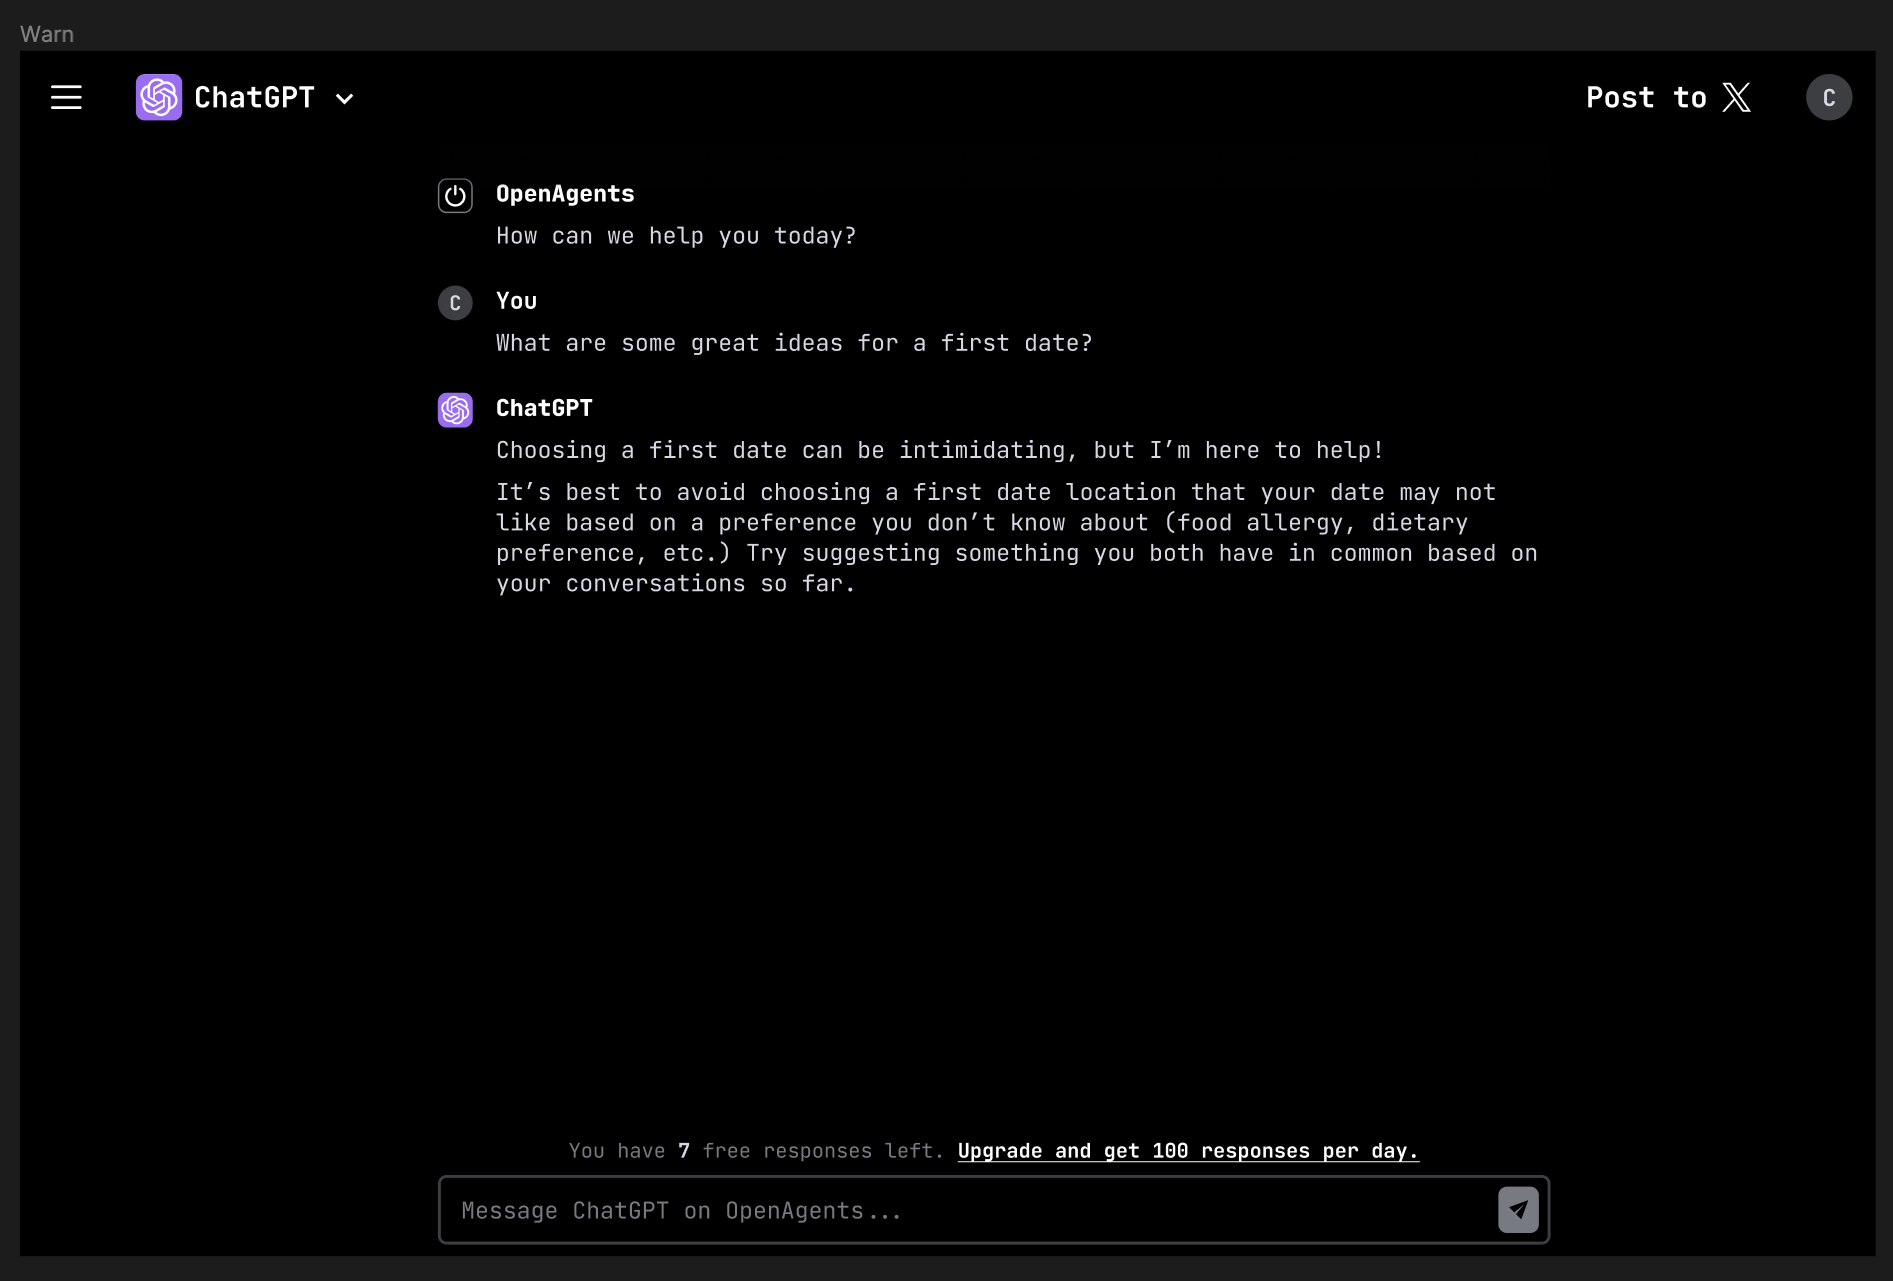 Warn
ChatGPT
Post to X
C
OpenAgents
How can we help you today?
C
You
What are some great ideas for a first date?
ChatGPT
Choosing a first date can be intimidating, but I’m here to help!
It’s best to avoid choosing a first date location that your date may not
like based on a preference you don’t know about (food allergy, dietary
preference, etc.) Try suggesting something you both have in common based on
your conversations so far.
You have 7 free responses left. Upgrade and get 100 responses per day.
Message ChatGPT on OpenAgents...